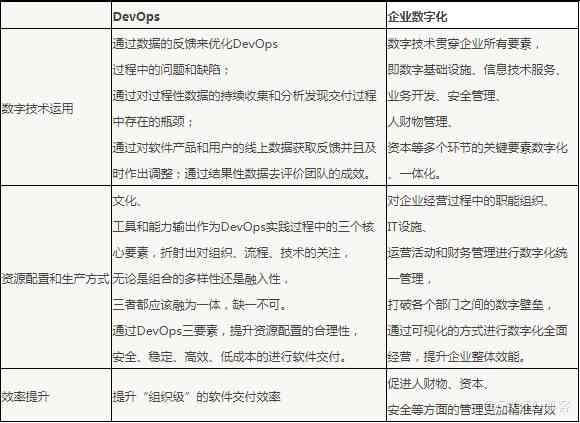 DevOps
企业数字化
数字技术运用
通过数据的反馈来优化DevOps
过程中的问题和缺陷；
通过对过程性数据的持续收集和分析发现交付过程
中存在的瓶颈；
通过对软件产品和用户的线上数据获取反馈并且及
时作出调整；通过结果性数据去评价团队的成效。
数字技术贯穿企业所有要素，
即数字基础设施、信息技术服务、
业务开发、安全管理、
人财物管理、
资本等多个环节的关键要素数字化
、一体化。
资源配置和生产方式
文化、
工具和能力输出作为DevOps实践过程中的三个核
心要素，折射出对组织、流程、技术的关注，
无论是组合的多样性还是融入性，
三者都应该融为一体，缺一不可。
通过DevOps三要素，提升资源配置的合理性，
安全、稳定、高效、低成本的进行软件交付。
对企业经营过程中的职能组织、
IT设施、
运营活动和财务管理进行数字化统
一管理，
打破各个部门之间的数字壁垒，
通过可视化的方式进行数字化全面
经营，提升企业整体效能。
效率提升
提升“组织级”的软件交付效率
促进人财物、资本、
安全等方面的管理更加精准有效